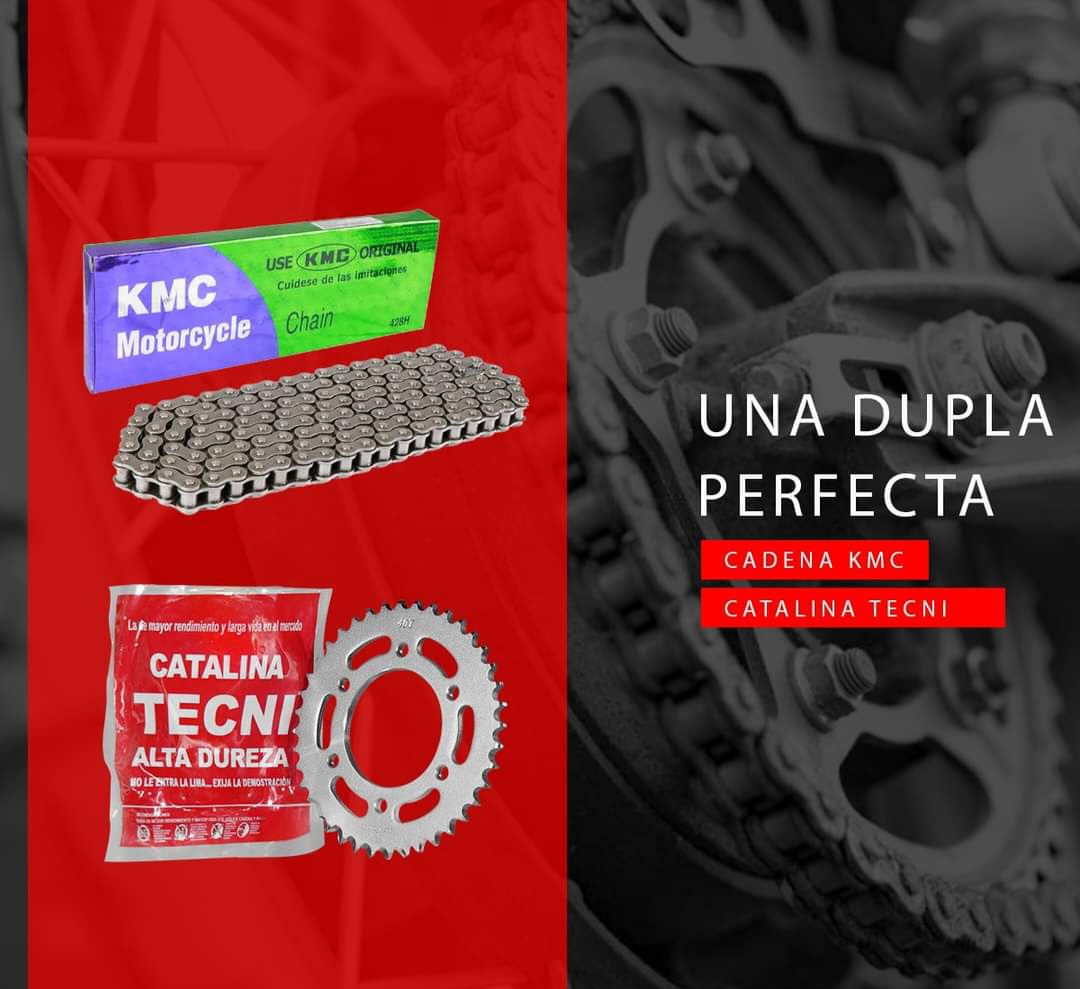 KMC
Motorcycle
USE KMC ORIGINAL
Cuidese de las imitaciones
Chain
428H
UNA DUPLA
PERFECTA
CADENA KMC
CATALINA TECNI
La de mayor rendimiento y larga vida en el mercado
CATALINA
TECNI
ALTA DUREZA
NO LE ENTRA LA LIMA... EXIJA LA DEMOSTRACIÓN
46T